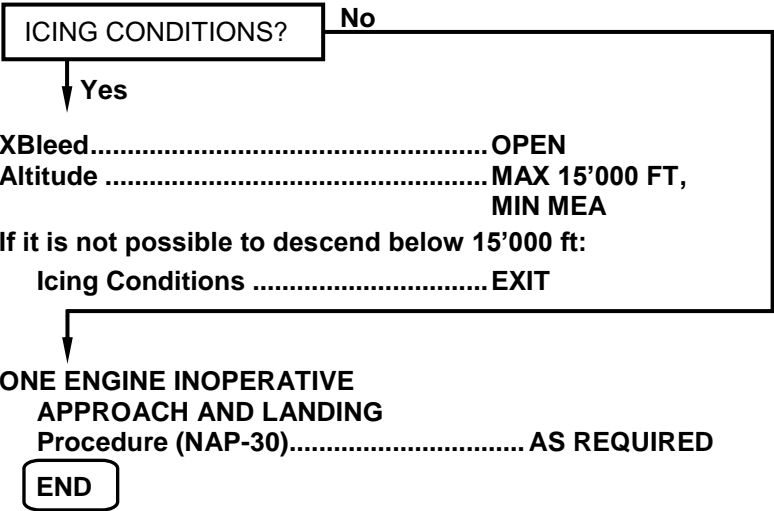 ICING CONDITIONS?
No
Yes
XBleed.....................................................OPEN
Altitude ...................................................MAX 15’000 FT,
MIN MEA
If it is not possible to descend below 15’000 ft:
Icing Conditions ...............................EXIT
ONE ENGINE INOPERATIVE
APPROACH AND LANDING
Procedure (NAP-30)............................... AS REQUIRED
END